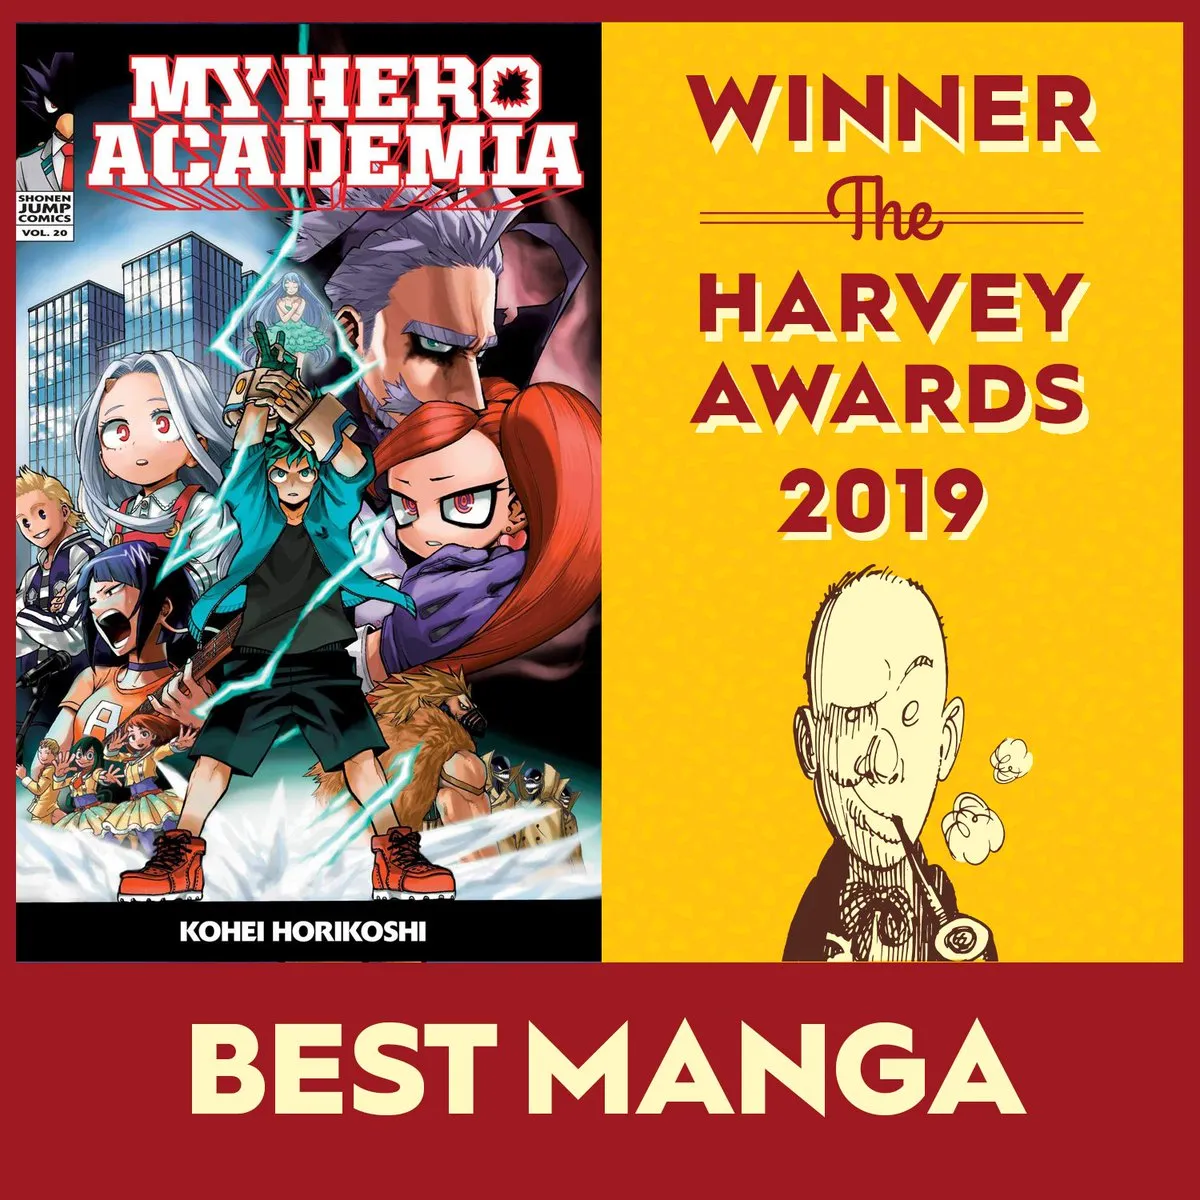 MY HERO
ACADEMIA
SHONEN
JUMP
COMICS
VOL. 20
A
KOHEI HORIKOSHI
WINNER
The
HARVEY
AWARDS
2019
BEST MANGA